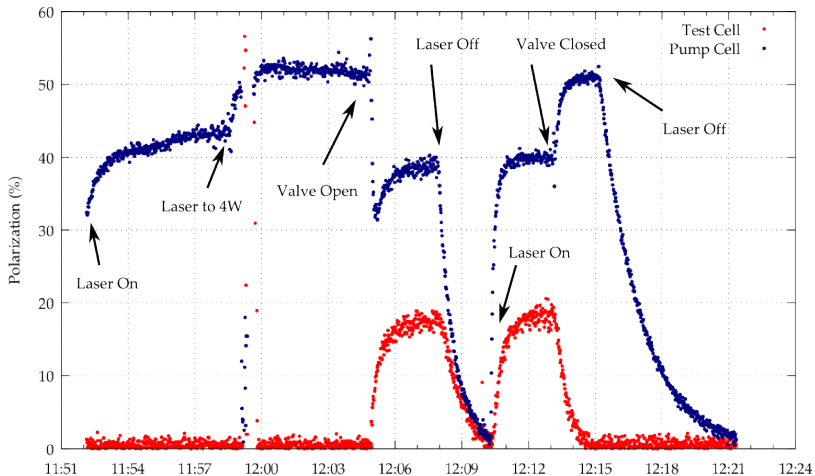 60
50
40
30
20
10
0
Polarization (%)
Test Cell
Pump Cell
Laser Off
Valve Closed
Laser Off
Valve Open
Laser to 4W
Laser On
Laser On
11:51 11:54 11:57 12:00 12:03 12:06 12:09 12:12 12:15 12:18 12:21 12:24